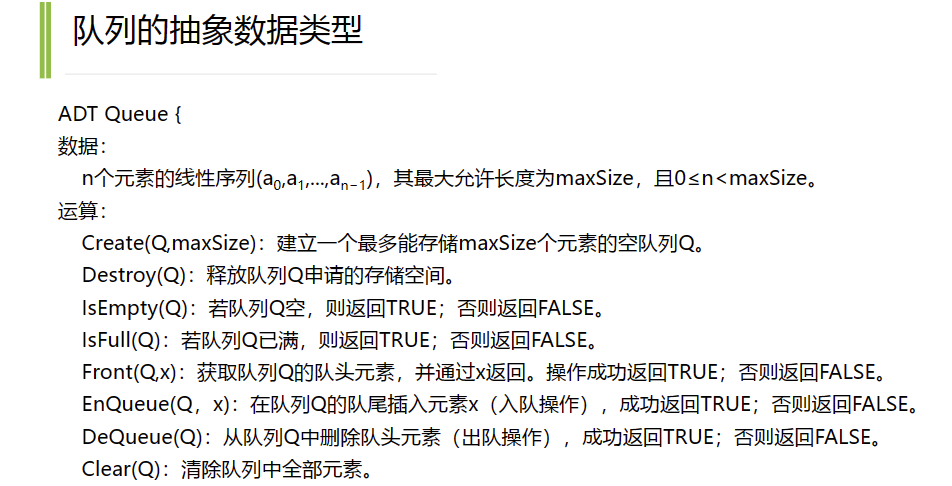 队列的抽象数据类型
ADT Queue {
数据：
n个元素的线性序列(a₀,a₁,...,aₙ₋₁)，其最大允许长度为maxSize，且0≤n<maxSize。
运算：
Create(Q,maxSize)：建立一个最多能存储maxSize个元素的空队列Q。
Destroy(Q)：释放队列Q申请的存储空间。
IsEmpty(Q)：若队列Q空，则返回TRUE；否则返回FALSE。
IsFull(Q)：若队列Q已满，则返回TRUE；否则返回FALSE。
Front(Q,x)：获取队列Q的队头元素，并通过x返回。操作成功返回TRUE；否则返回FALSE。
EnQueue(Q，x)：在队列Q的队尾插入元素x（入队操作），成功返回TRUE；否则返回FALSE。
DeQueue(Q)：从队列Q中删除队头元素（出队操作），成功返回TRUE；否则返回FALSE。
Clear(Q)：清除队列中全部元素。